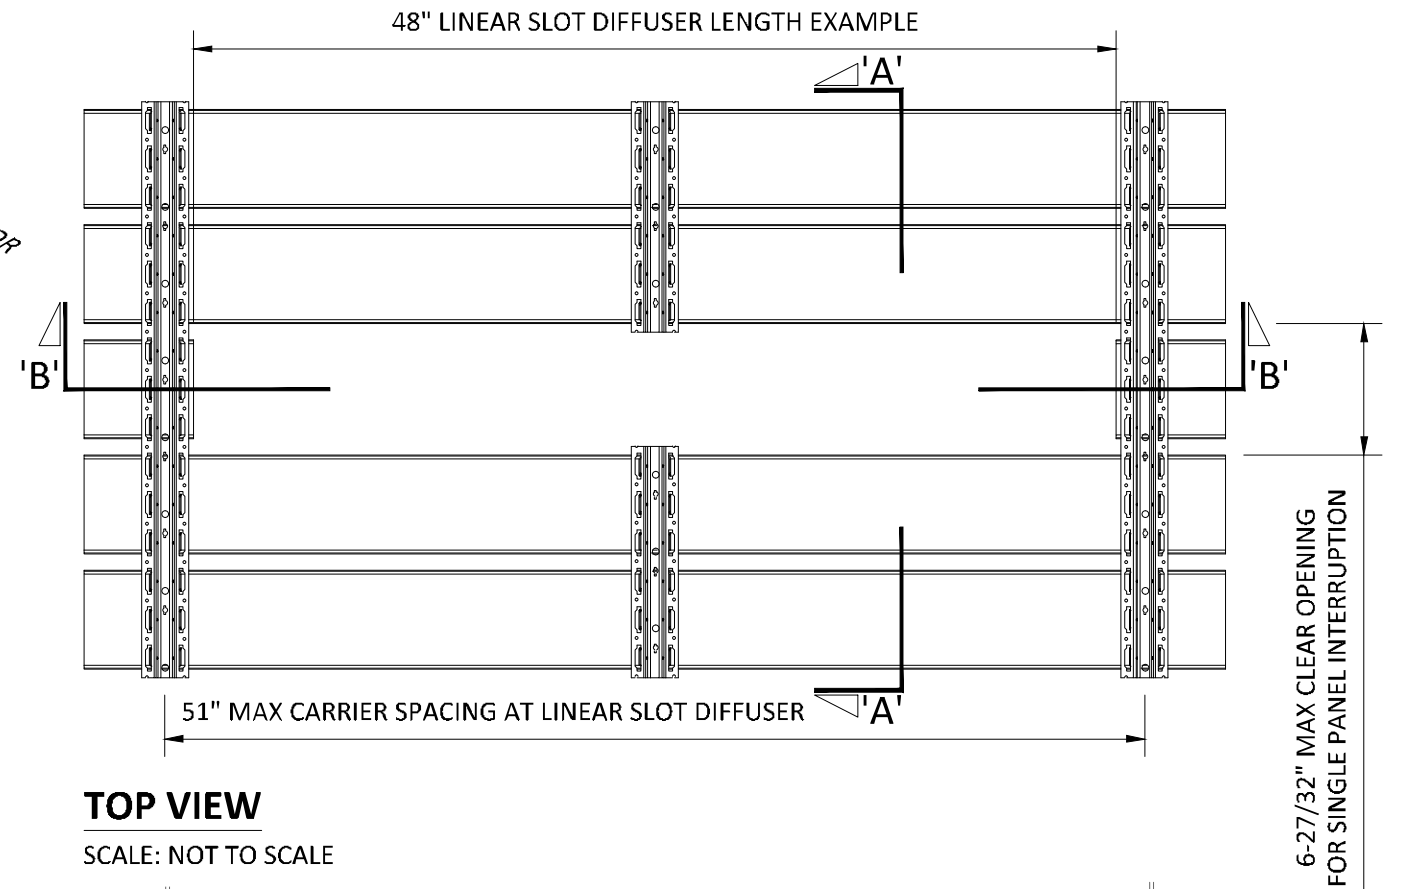 48" LINEAR SLOT DIFFUSER LENGTH EXAMPLE
'A'
OR
'B'
'B'
6-27/32" MAX CLEAR OPENING
FOR SINGLE PANEL INTERRUPTION
51" MAX CARRIER SPACING AT LINEAR SLOT DIFFUSER
'A'
TOP VIEW
SCALE: NOT TO SCALE